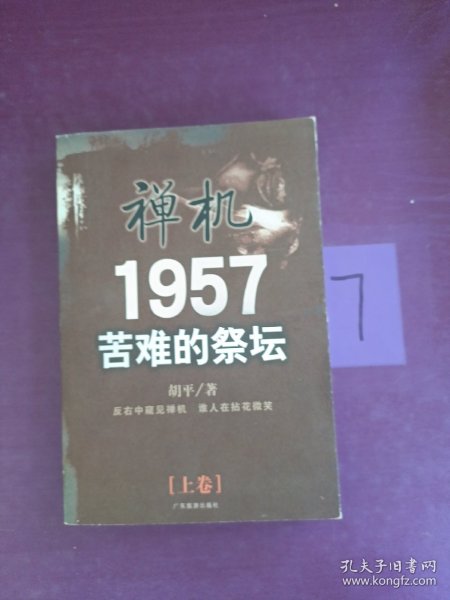 禅机
1957
苦难的祭坛
胡平/著
反右中窥见禅机 谁人在拈花微笑
[上卷]
广东旅游出版社
7
孔夫子旧书网
www.kongfz.com